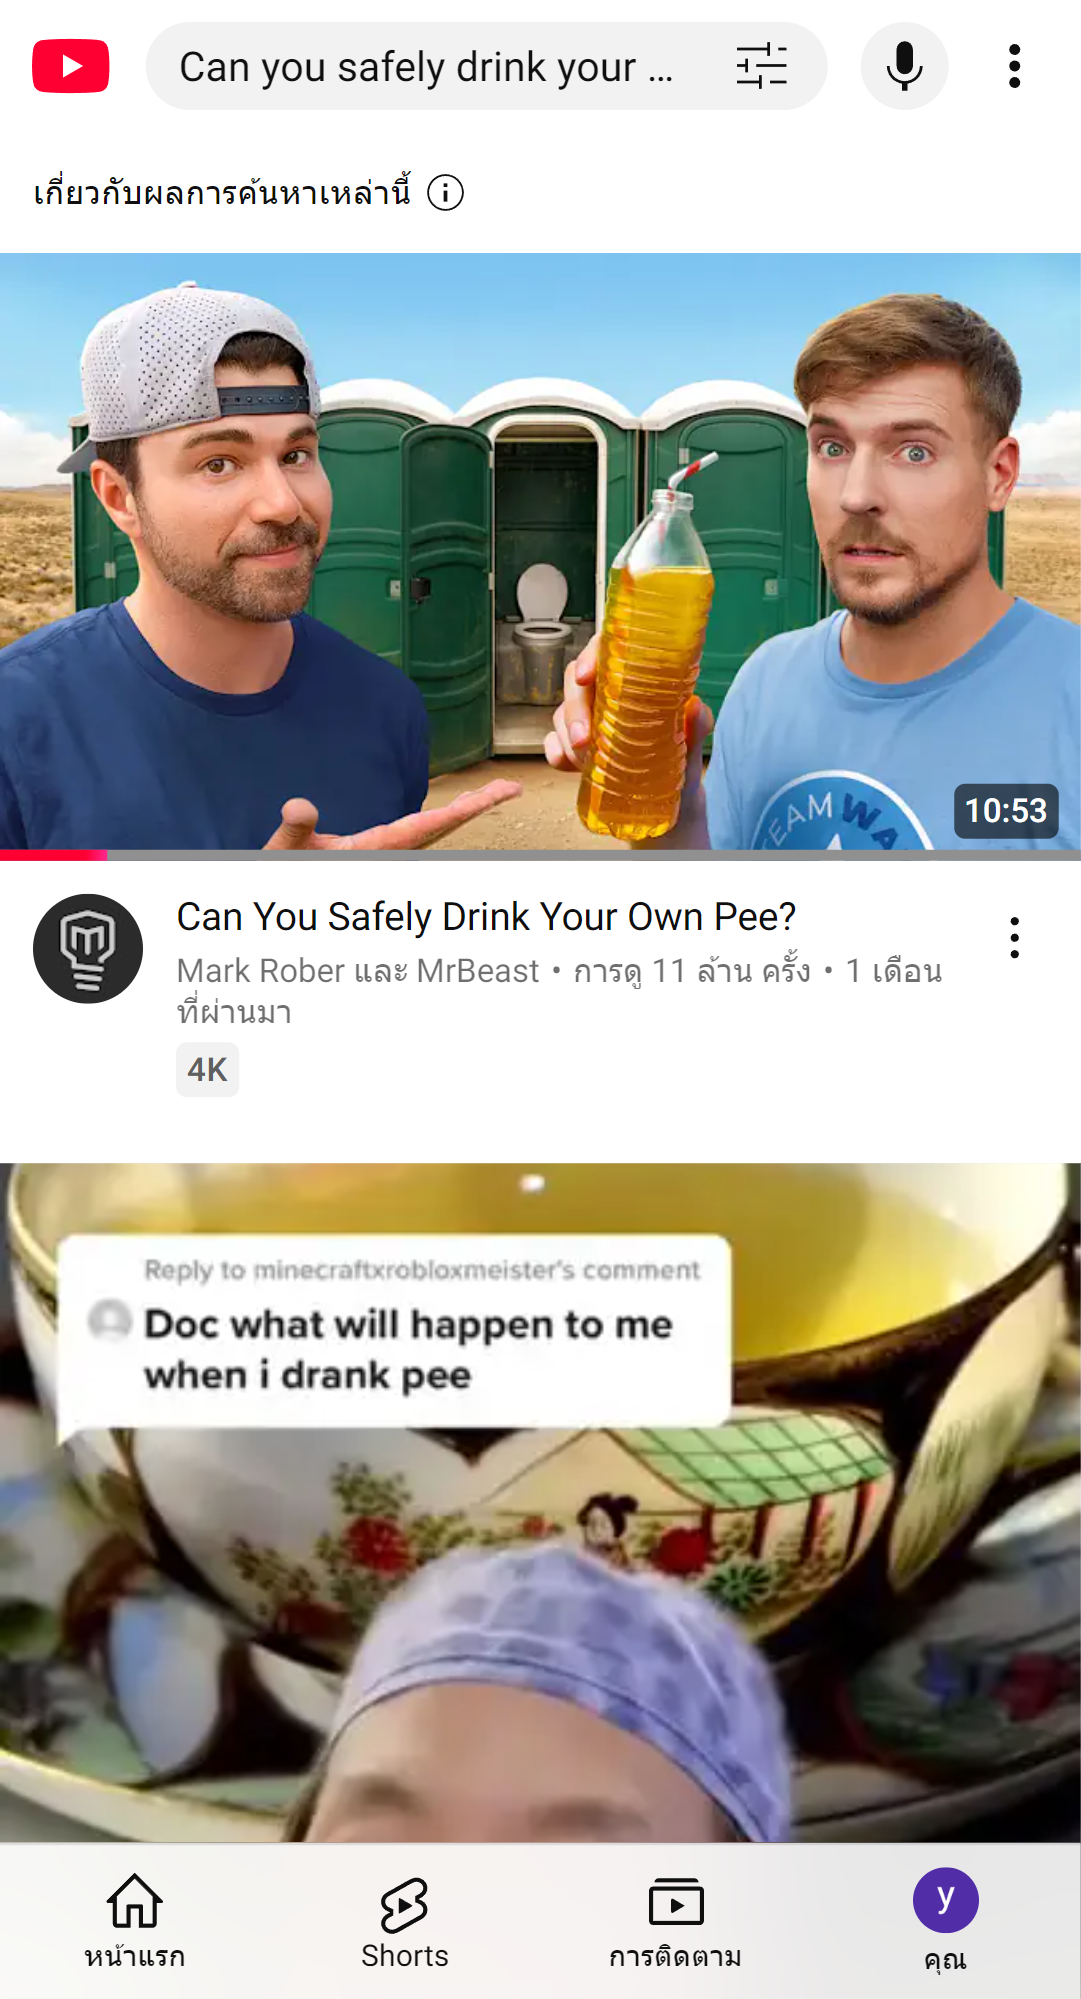 Can you safely drink your ...
เกี่ยวกับผลการค้นหาเหล่านี้
TEAM WA
10:53
Can You Safely Drink Your Own Pee?
Mark Rober และ MrBeast • การดู 11 ล้าน ครั้ง • 1 เดือน
ที่ผ่านมา
4K
Reply to minecraftxrobloxmeister's comment
Doc what will happen to me
when i drank pee
หน้าแรก
Shorts
การติดตาม
y
คุณ